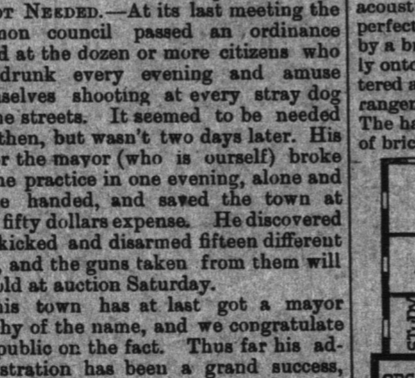 OT NEEDED.—At its last meeting the
mon council passed an ordinance
d at the dozen or more citizens who
drunk every evening and amuse
selves shooting at every stray dog
he streets. It seemed to be needed
then, but wasn't two days later. His
r the mayor (who is ourself) broke
he practice in one evening, alone and
e handed, and saved the town at
fifty dollars expense. He discovered
kicked and disarmed fifteen different
, and the guns taken from them will
ld at auction Saturday.
his town has at last got a mayor
hy of the name, and we congratulate
public on the fact. Thus far his ad-
stration has been a grand success,
acoust
perfect
by a b
ly onto
tered a
ranger
The ha
of bric